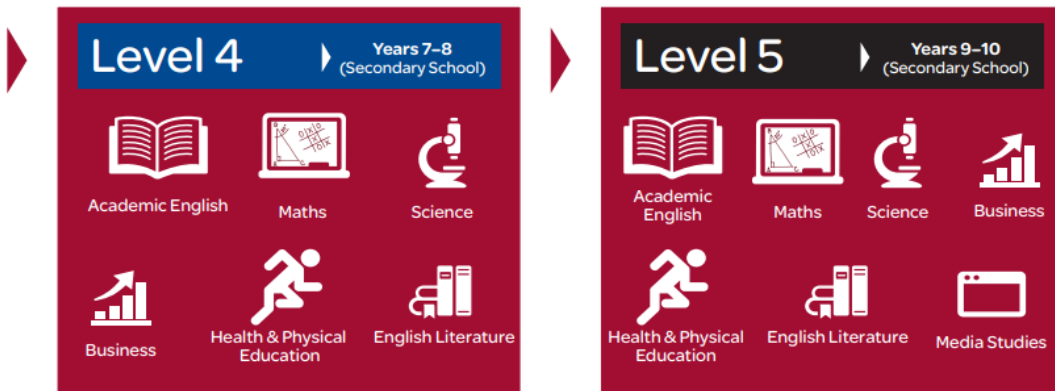 Level 4
Years 7–8
(Secondary School)
Academic English
Maths
Science
Business
Health & Physical
Education
English Literature
Level 5
Years 9–10
(Secondary School)
Academic
English
Maths
Science
Business
Health & Physical
Education
English Literature
Media Studies